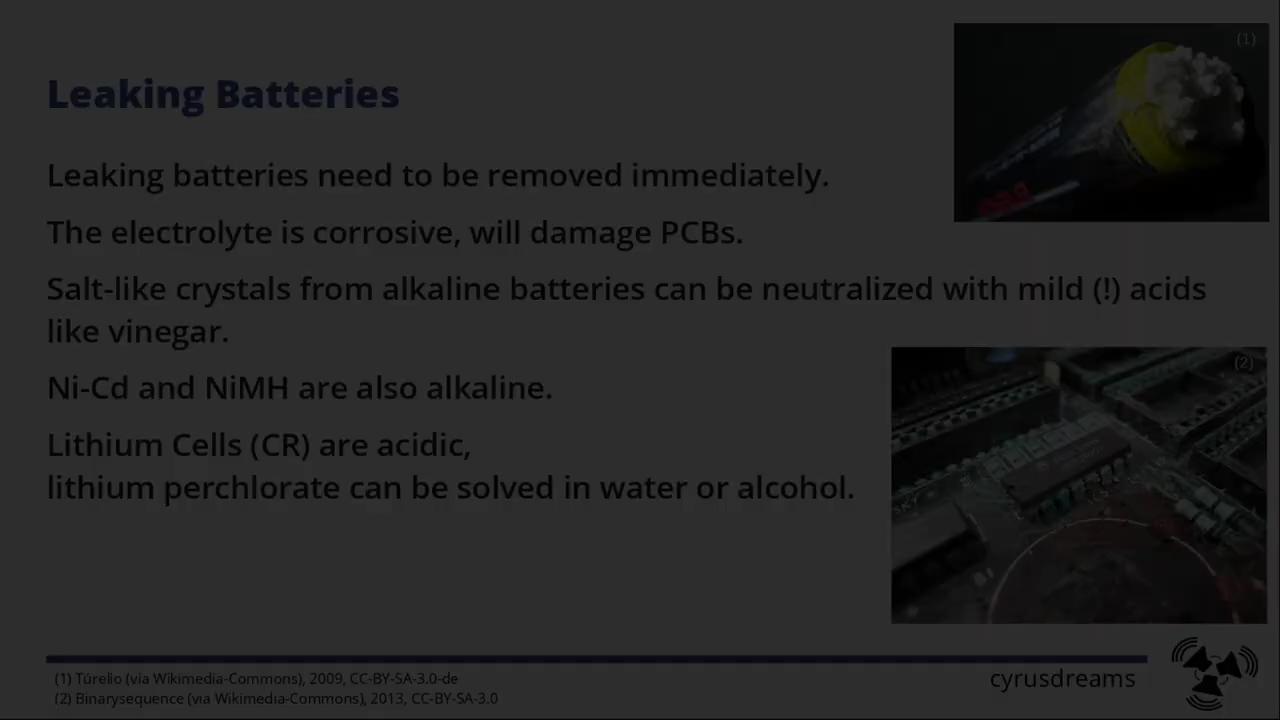 (1)
Leaking Batteries
Leaking batteries need to be removed immediately.
The electrolyte is corrosive, will damage PCBs.
Salt-like crystals from alkaline batteries can be neutralized with mild (!) acids
like vinegar.
(2)
Ni-Cd and NiMH are also alkaline.
Lithium Cells (CR) are acidic,
lithium perchlorate can be solved in water or alcohol.
(1) Túrelio (via Wikimedia-Commons), 2009, CC-BY-SA-3.0-de
(2) Binarysequence (via Wikimedia-Commons), 2013, CC-BY-SA-3.0
cyrusdreams